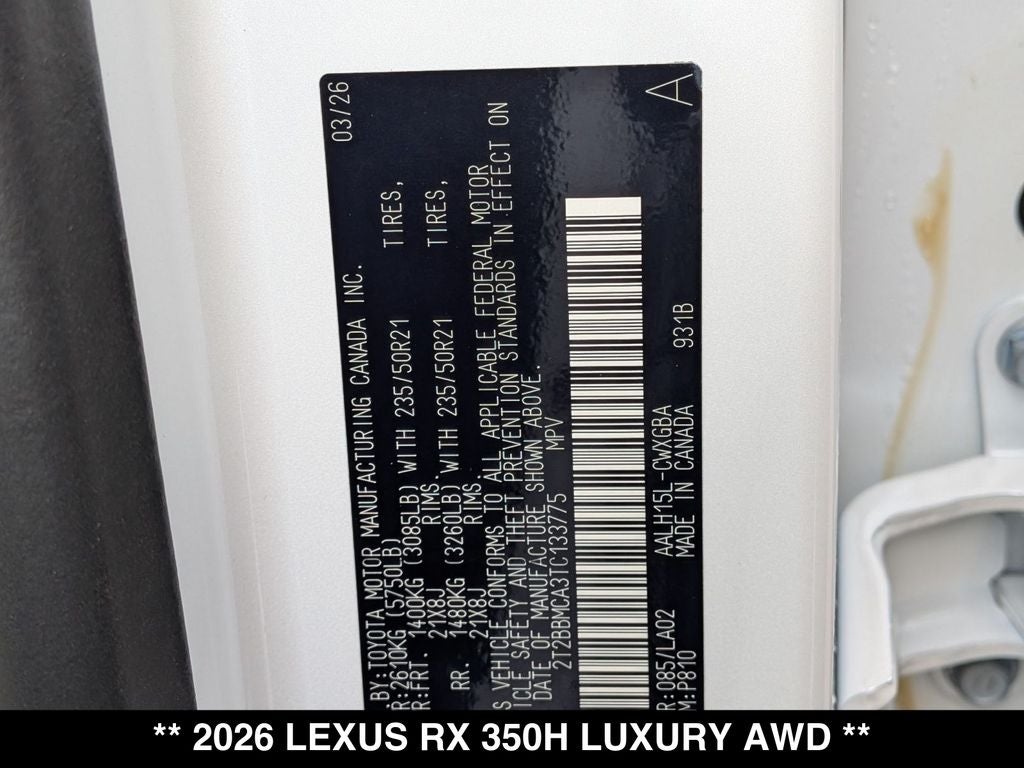 03/26
. BY:TOYOTA MOTOR MANUFACTURING CANADA INC.
R:2610KG (5750LB)
R:FRT. 1400KG (3085LB) WITH 235/50R21 TIRES,
21X8J RIMS.
RR. 1480KG (3260LB) WITH 235/50R21 TIRES,
21X8J RIMS.
S VEHICLE CONFORMS TO ALL APPLICABLE FEDERAL MOTOR
ICLE SAFETY AND THEFT PREVENTION STANDARDS IN EFFECT ON
DATE OF MANUFACTURE SHOWN ABOVE.
2T2BBMCA3TC133775 MPV
A
R:085/LA02 AALH15L-CWXGBA 931B
M:P810 MADE IN CANADA
** 2026 LEXUS RX 350H LUXURY AWD **